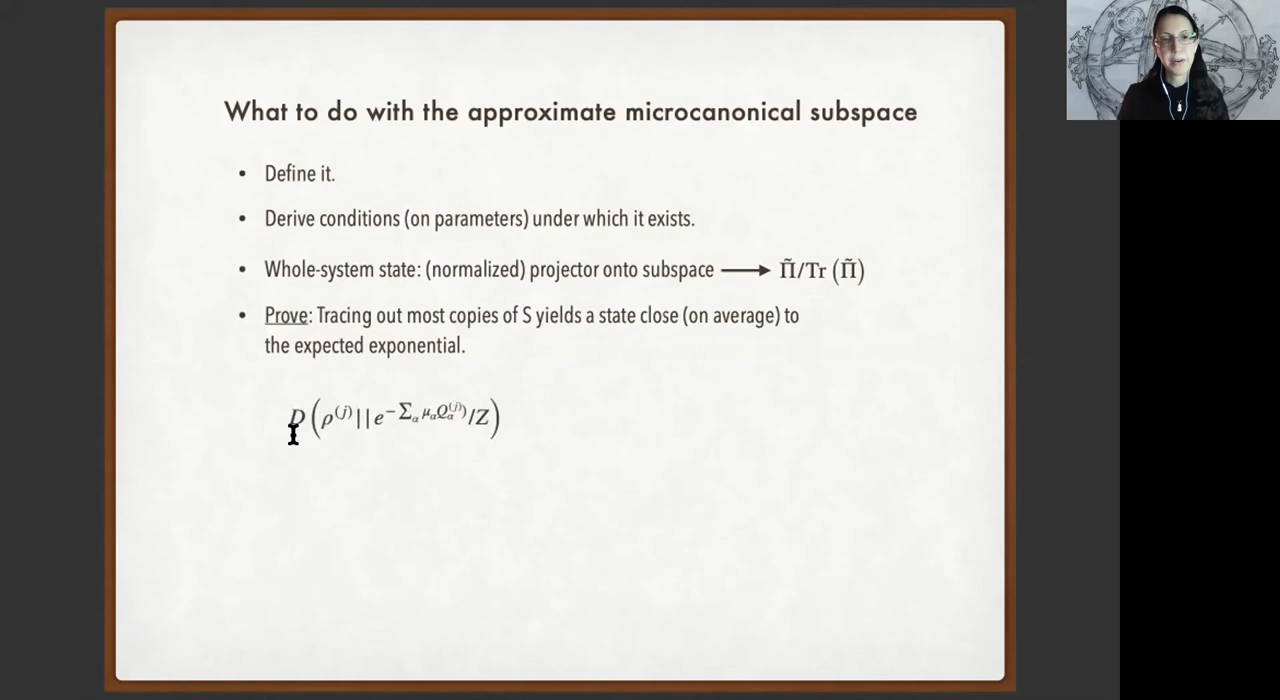 What to do with the approximate microcanonical subspace
• Define it.
• Derive conditions (on parameters) under which it exists.
• Whole-system state: (normalized) projector onto subspace ⟶ Π̃/Tr (Π̃)
• Prove: Tracing out most copies of S yields a state close (on average) to
the expected exponential.
D(ρ^(j)||e^{−Σ_α μ_α Q_α^(j)}/Z)